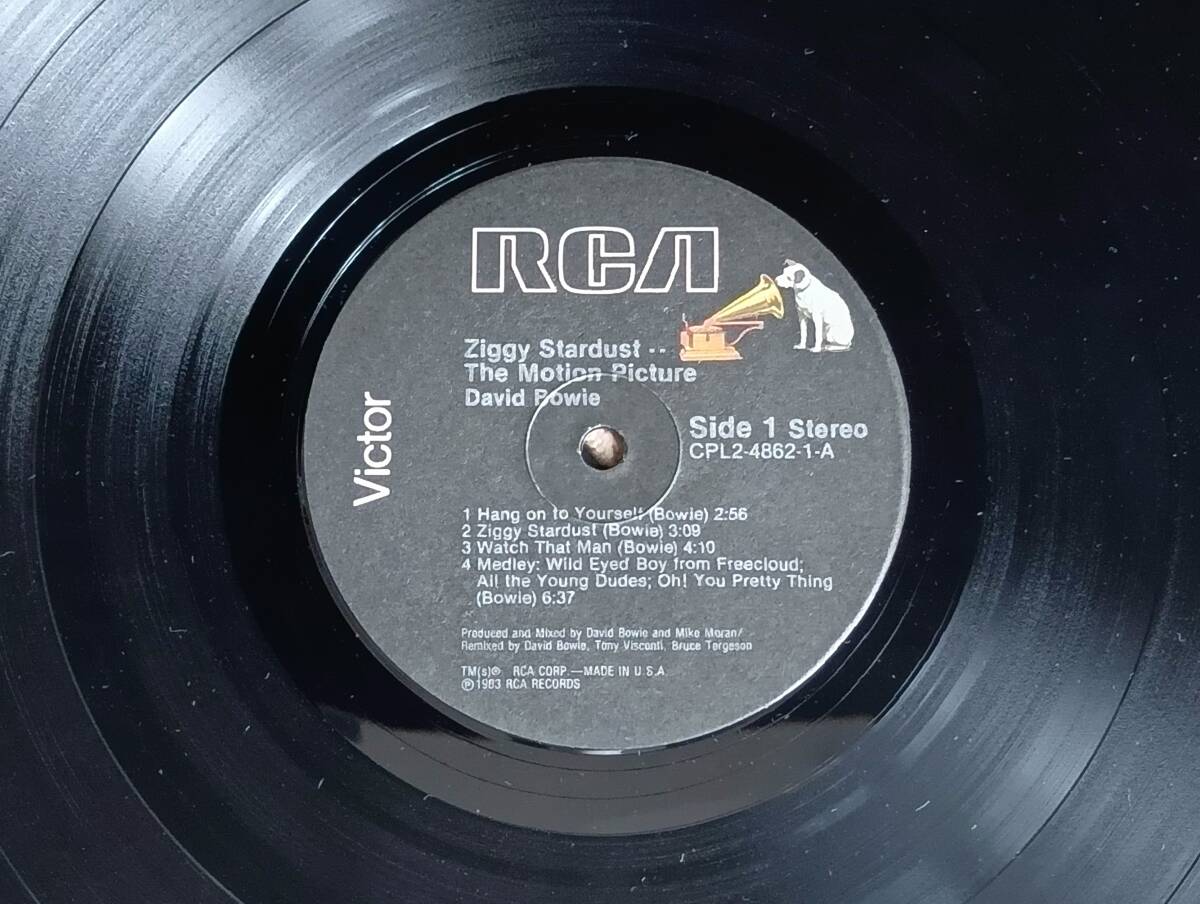 RCA
Ziggy Stardust --
The Motion Picture
David Bowie
Victor
Side 1 Stereo
CPL2-4862-1-A
1 Hang on to Yourself (Bowie) 2:56
2 Ziggy Stardust (Bowie) 3:09
3 Watch That Man (Bowie) 4:10
4 Medley: Wild Eyed Boy from Freecloud;
All the Young Dudes; Oh! You Pretty Thing
(Bowie) 6:37
Produced and Mixed by David Bowie and Mike Moran/
Remixed by David Bowie, Tony Visconti, Bruce Tergeson
TM(s)® RCA CORP.—MADE IN U.S.A.
℗1983 RCA RECORDS